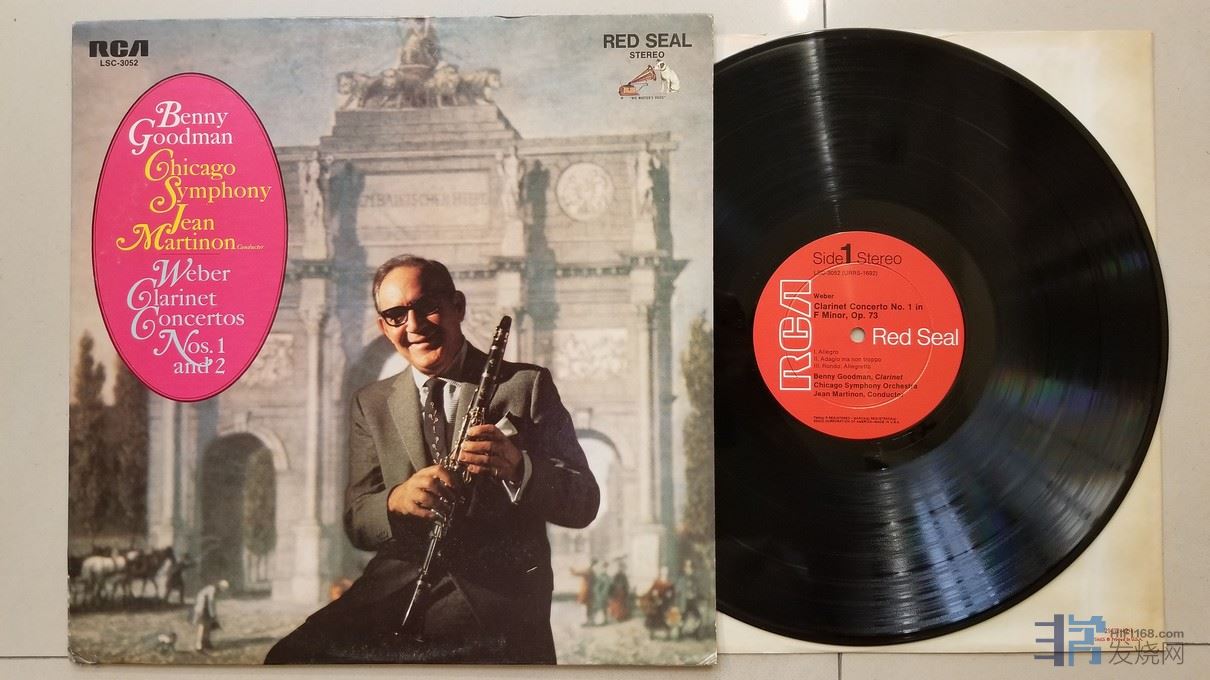 RCA
LSC-3052
RED SEAL
STEREO
"HIS MASTER'S VOICE"
Benny
Goodman
Chicago
Symphony
Jean
Martinon Conductor
Weber
Clarinet
Concertos
Nos. 1
and 2
Side 1 Stereo
LSC-3052 (URRS-1692)
Weber
Clarinet Concerto No. 1 in
F Minor, Op. 73
RCA
Red Seal
I. Allegro
II. Adagio ma non troppo
III. Rondo: Allegretto
Benny Goodman, Clarinet
Chicago Symphony Orchestra
Jean Martinon, Conductor
HIFI168.com
发烧网